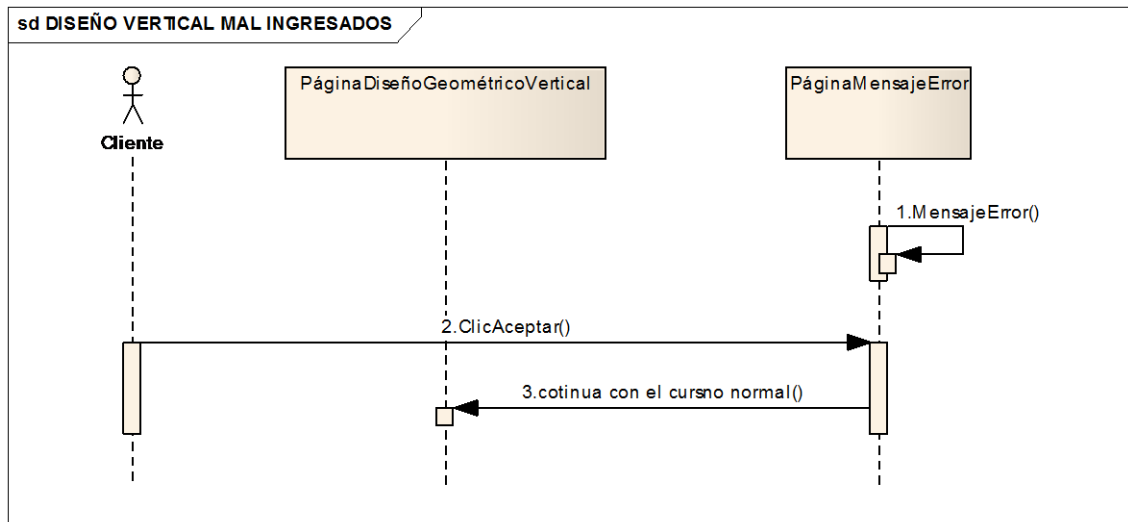 sd DISEÑO VERTICAL MAL INGRESADOS
Cliente
PáginaDiseñoGeométricoVertical
PáginaMensajeError
1.MensajeError()
2.ClicAceptar()
3.cotinua con el cursno normal()